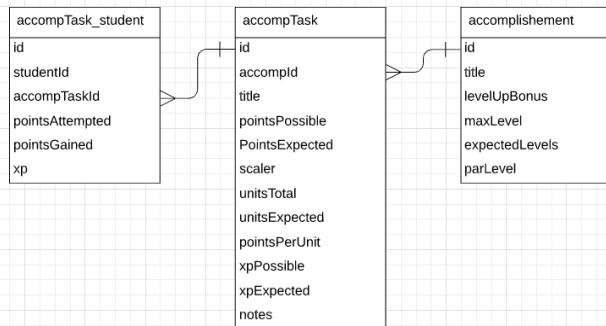 accompTask_student
id
studentId
accompTaskId
pointsAttempted
pointsGained
xp
accompTask
id
accompId
title
pointsPossible
PointsExpected
scaler
unitsTotal
unitsExpected
pointsPerUnit
xpPossible
xpExpected
notes
accomplishement
id
title
levelUpBonus
maxLevel
expectedLevels
parLevel